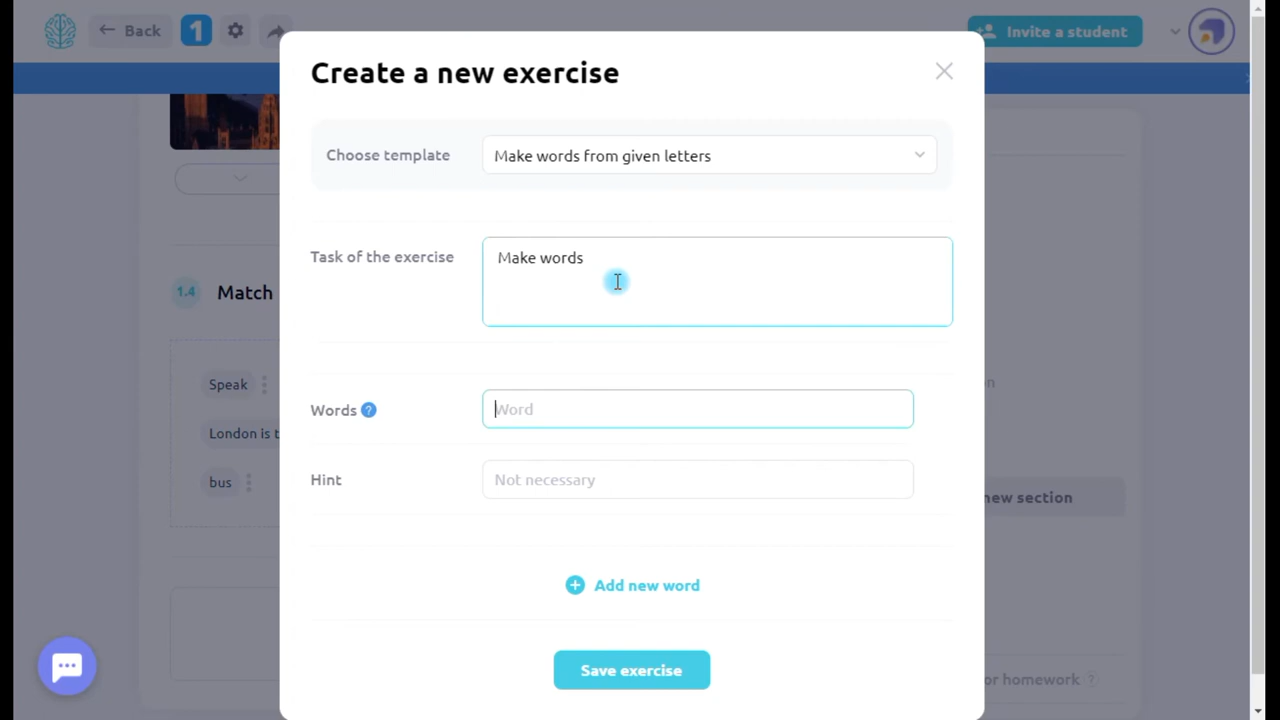 Back
1
Invite a student
Create a new exercise
Choose template
Make words from given letters
Task of the exercise
Make words
1.4
Match
Speak
London is t
bus
Words ?
Word
Hint
Not necessary
new section
Add new word
Save exercise
or homework ?